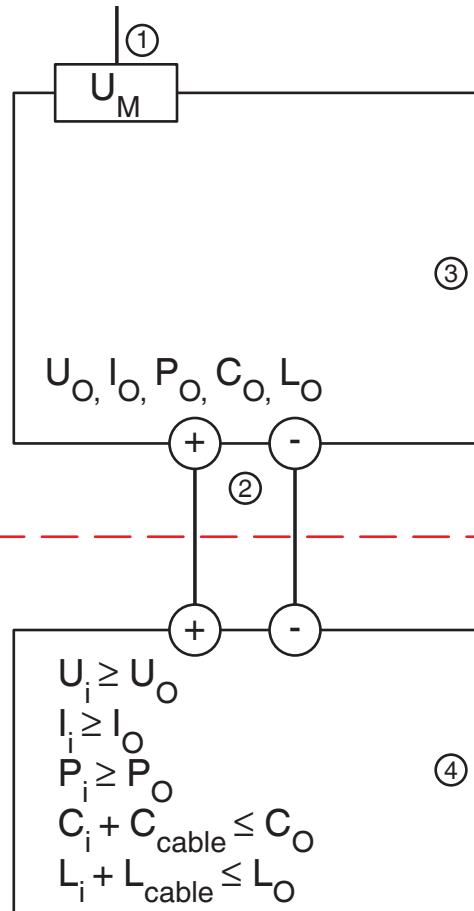 ①
U_M
③
U_O, I_O, P_O, C_O, L_O
+ -
②
+ -
U_i ≥ U_O
I_i ≥ I_O
P_i ≥ P_O
④
C_i + C_cable ≤ C_O
L_i + L_cable ≤ L_O